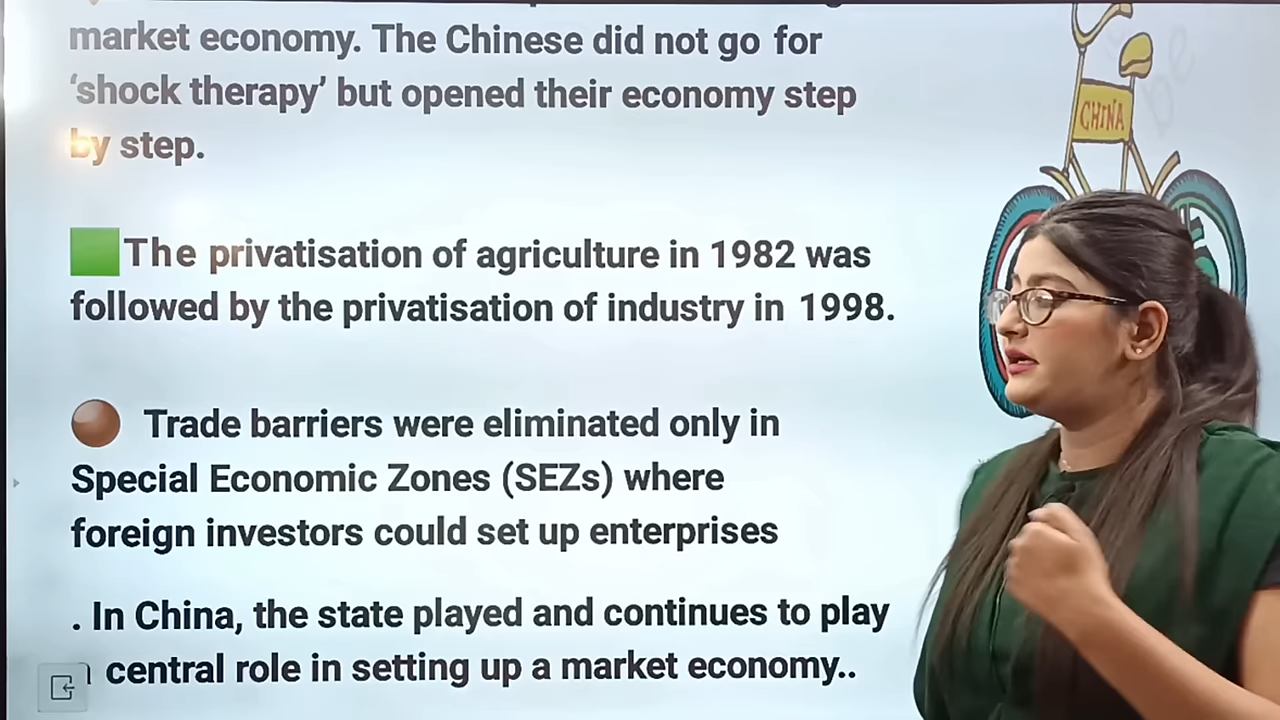 market economy. The Chinese did not go for
‘shock therapy’ but opened their economy step
by step.
The privatisation of agriculture in 1982 was
followed by the privatisation of industry in 1998.
Trade barriers were eliminated only in
Special Economic Zones (SEZs) where
foreign investors could set up enterprises
. In China, the state played and continues to play
central role in setting up a market economy..
CHINA